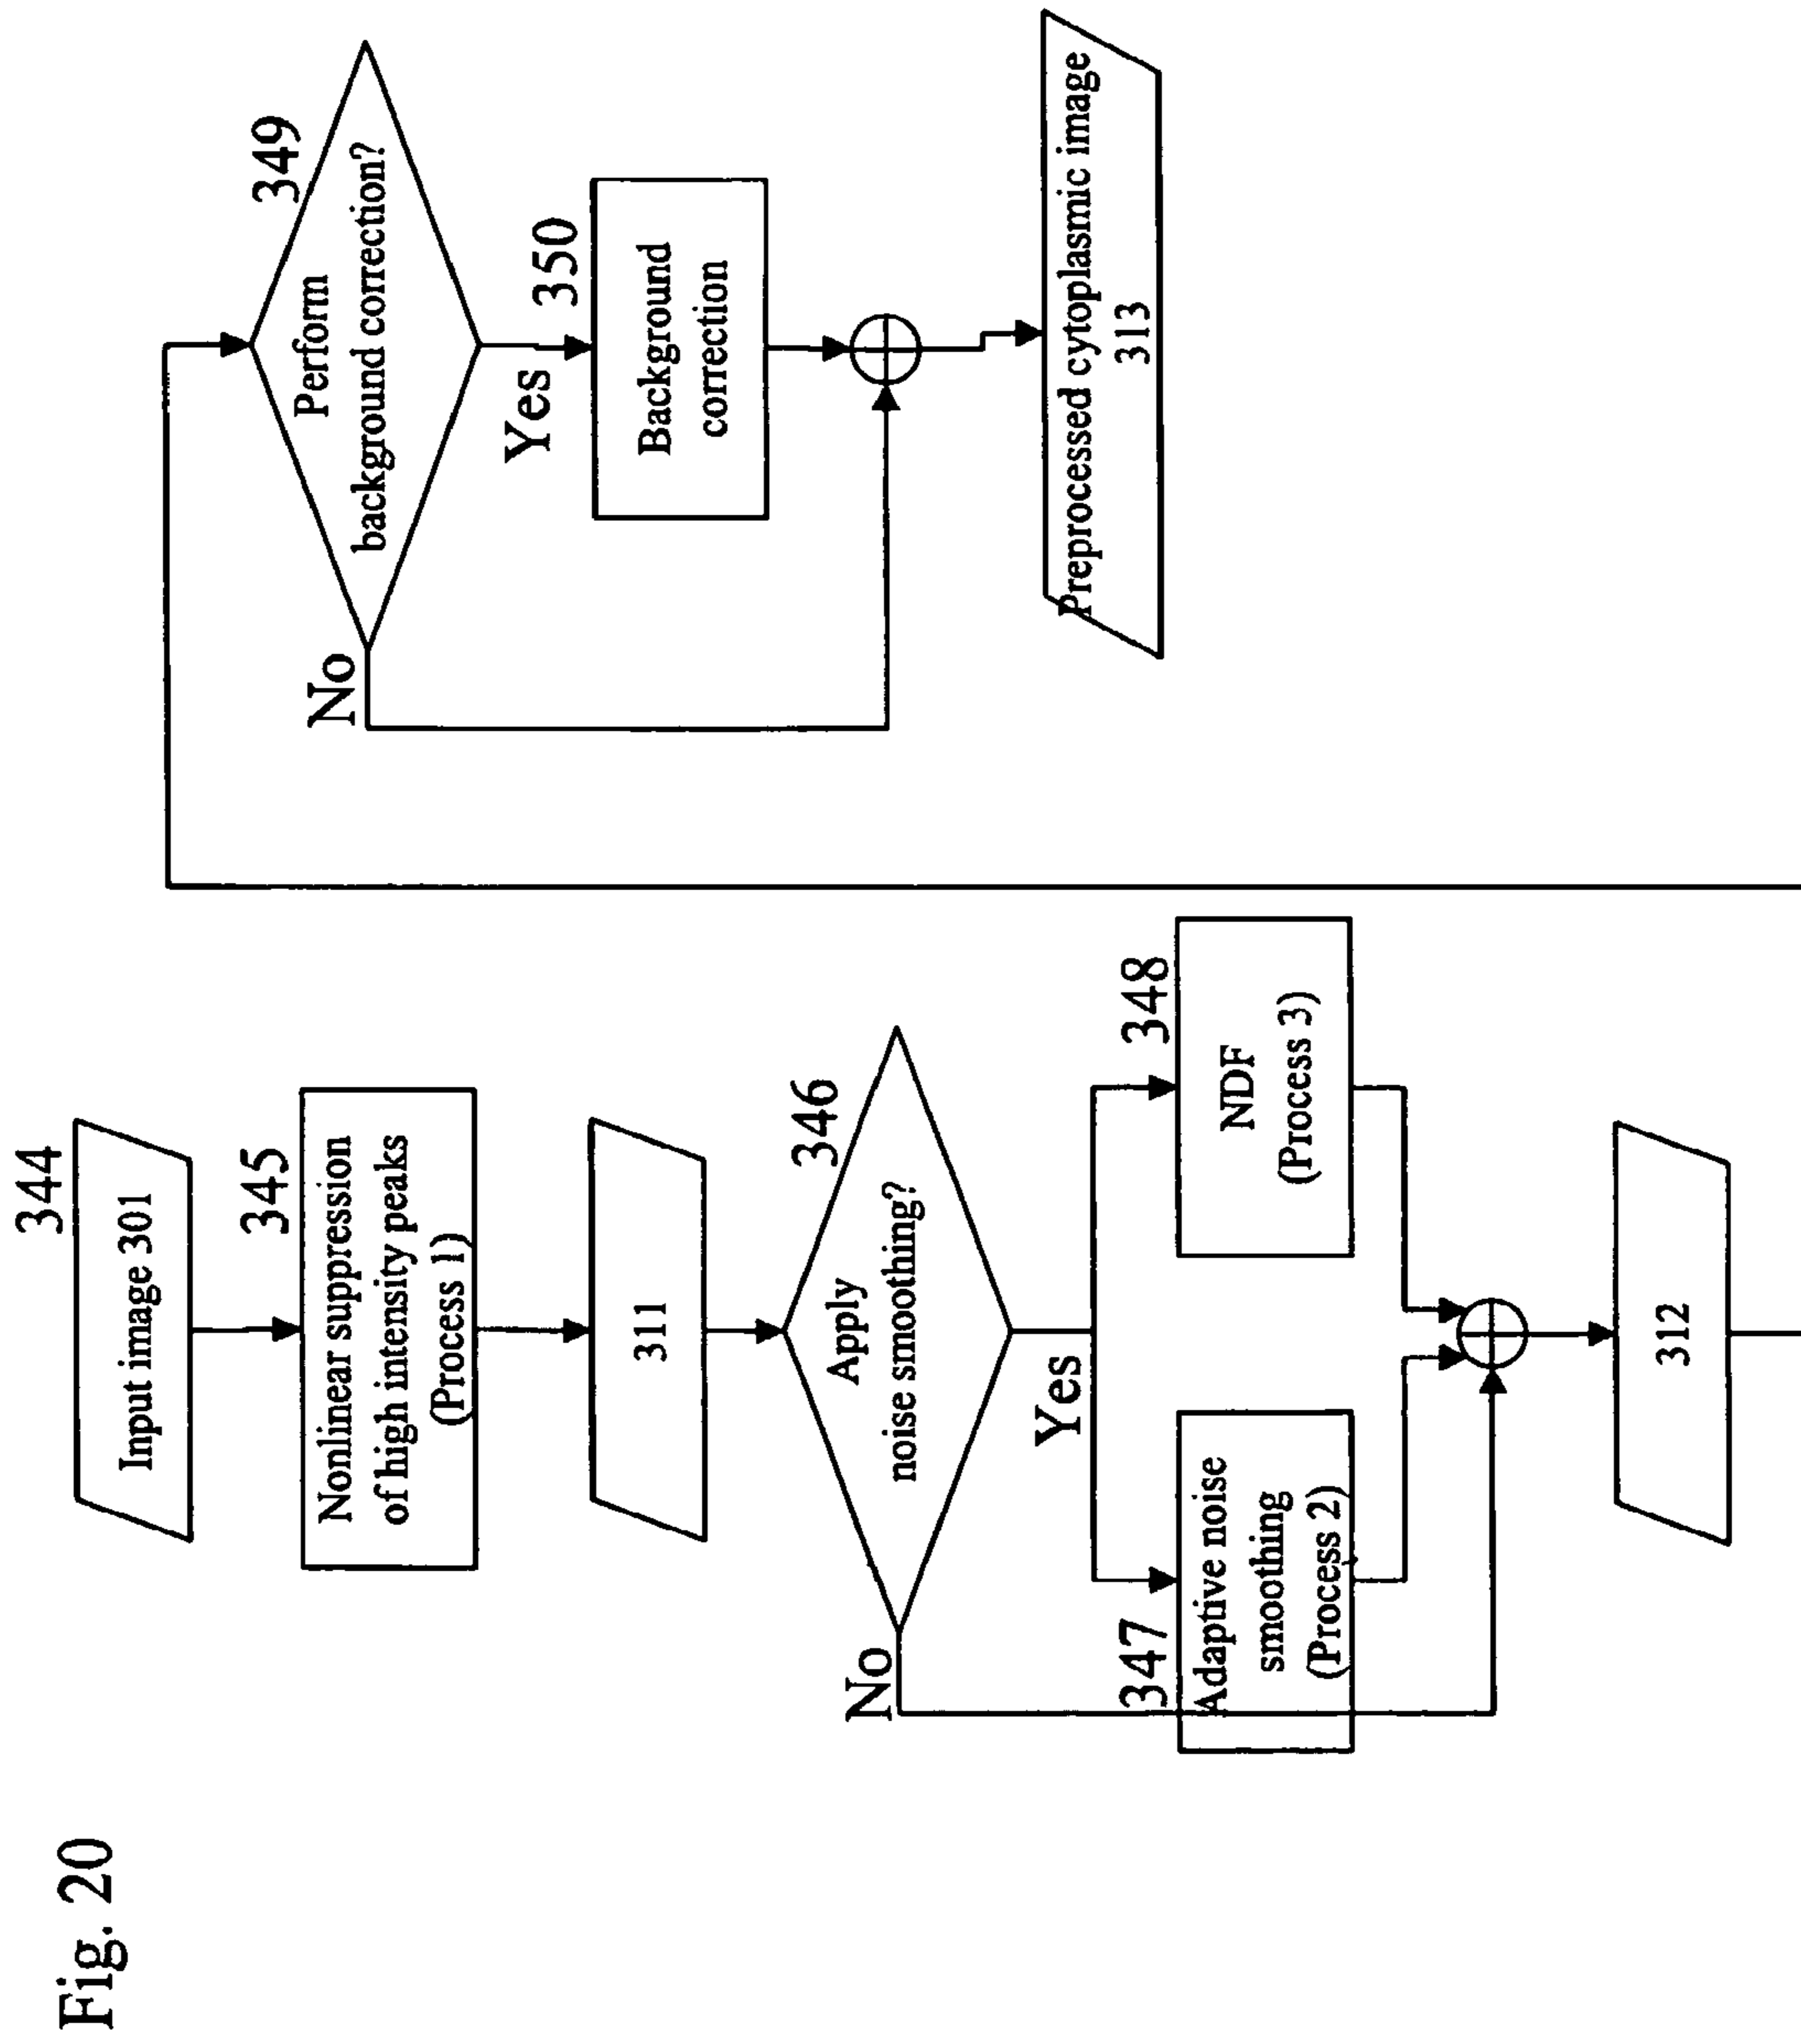 Fig. 20
344
Input image 301
345
Nonlinear suppression
of high intensity peaks
(Process 1)
311
346
Apply
noise smoothing?
No
Yes
347
Adaptive noise
smoothing
(Process 2)
348
NDF
(Process 3)
312
349
Perform
background correction?
No
Yes
350
Background
correction
Preprocessed cytoplasmic image
313